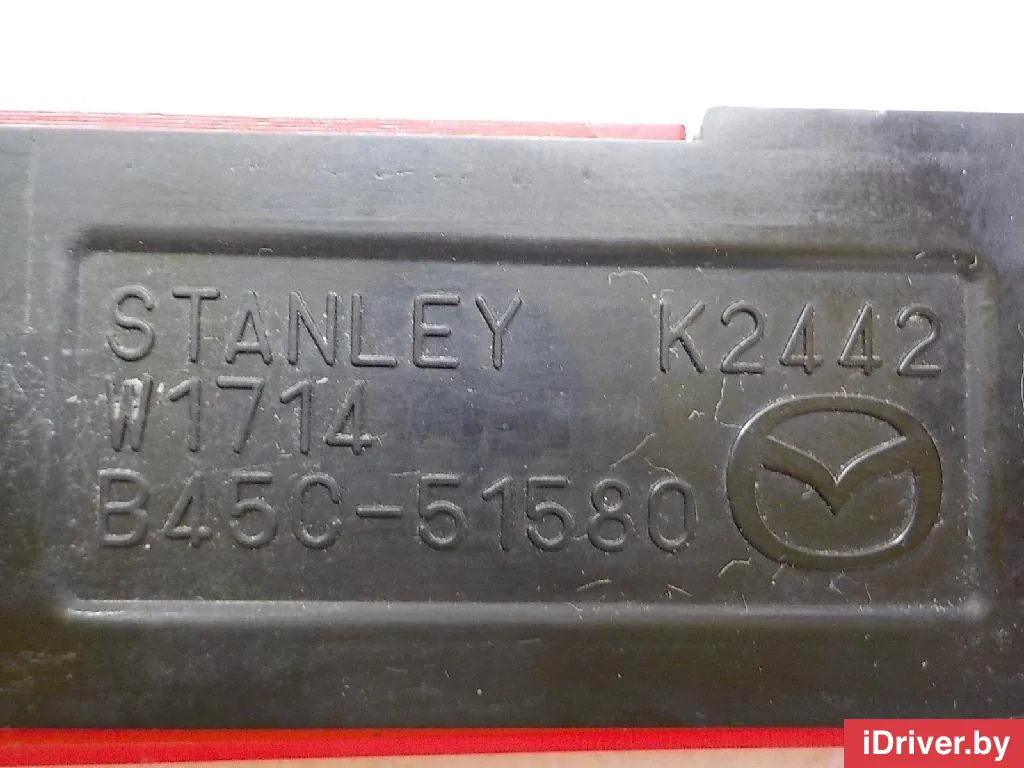 STANLEY K2442
W1714
B45C-51580
iDriver.by